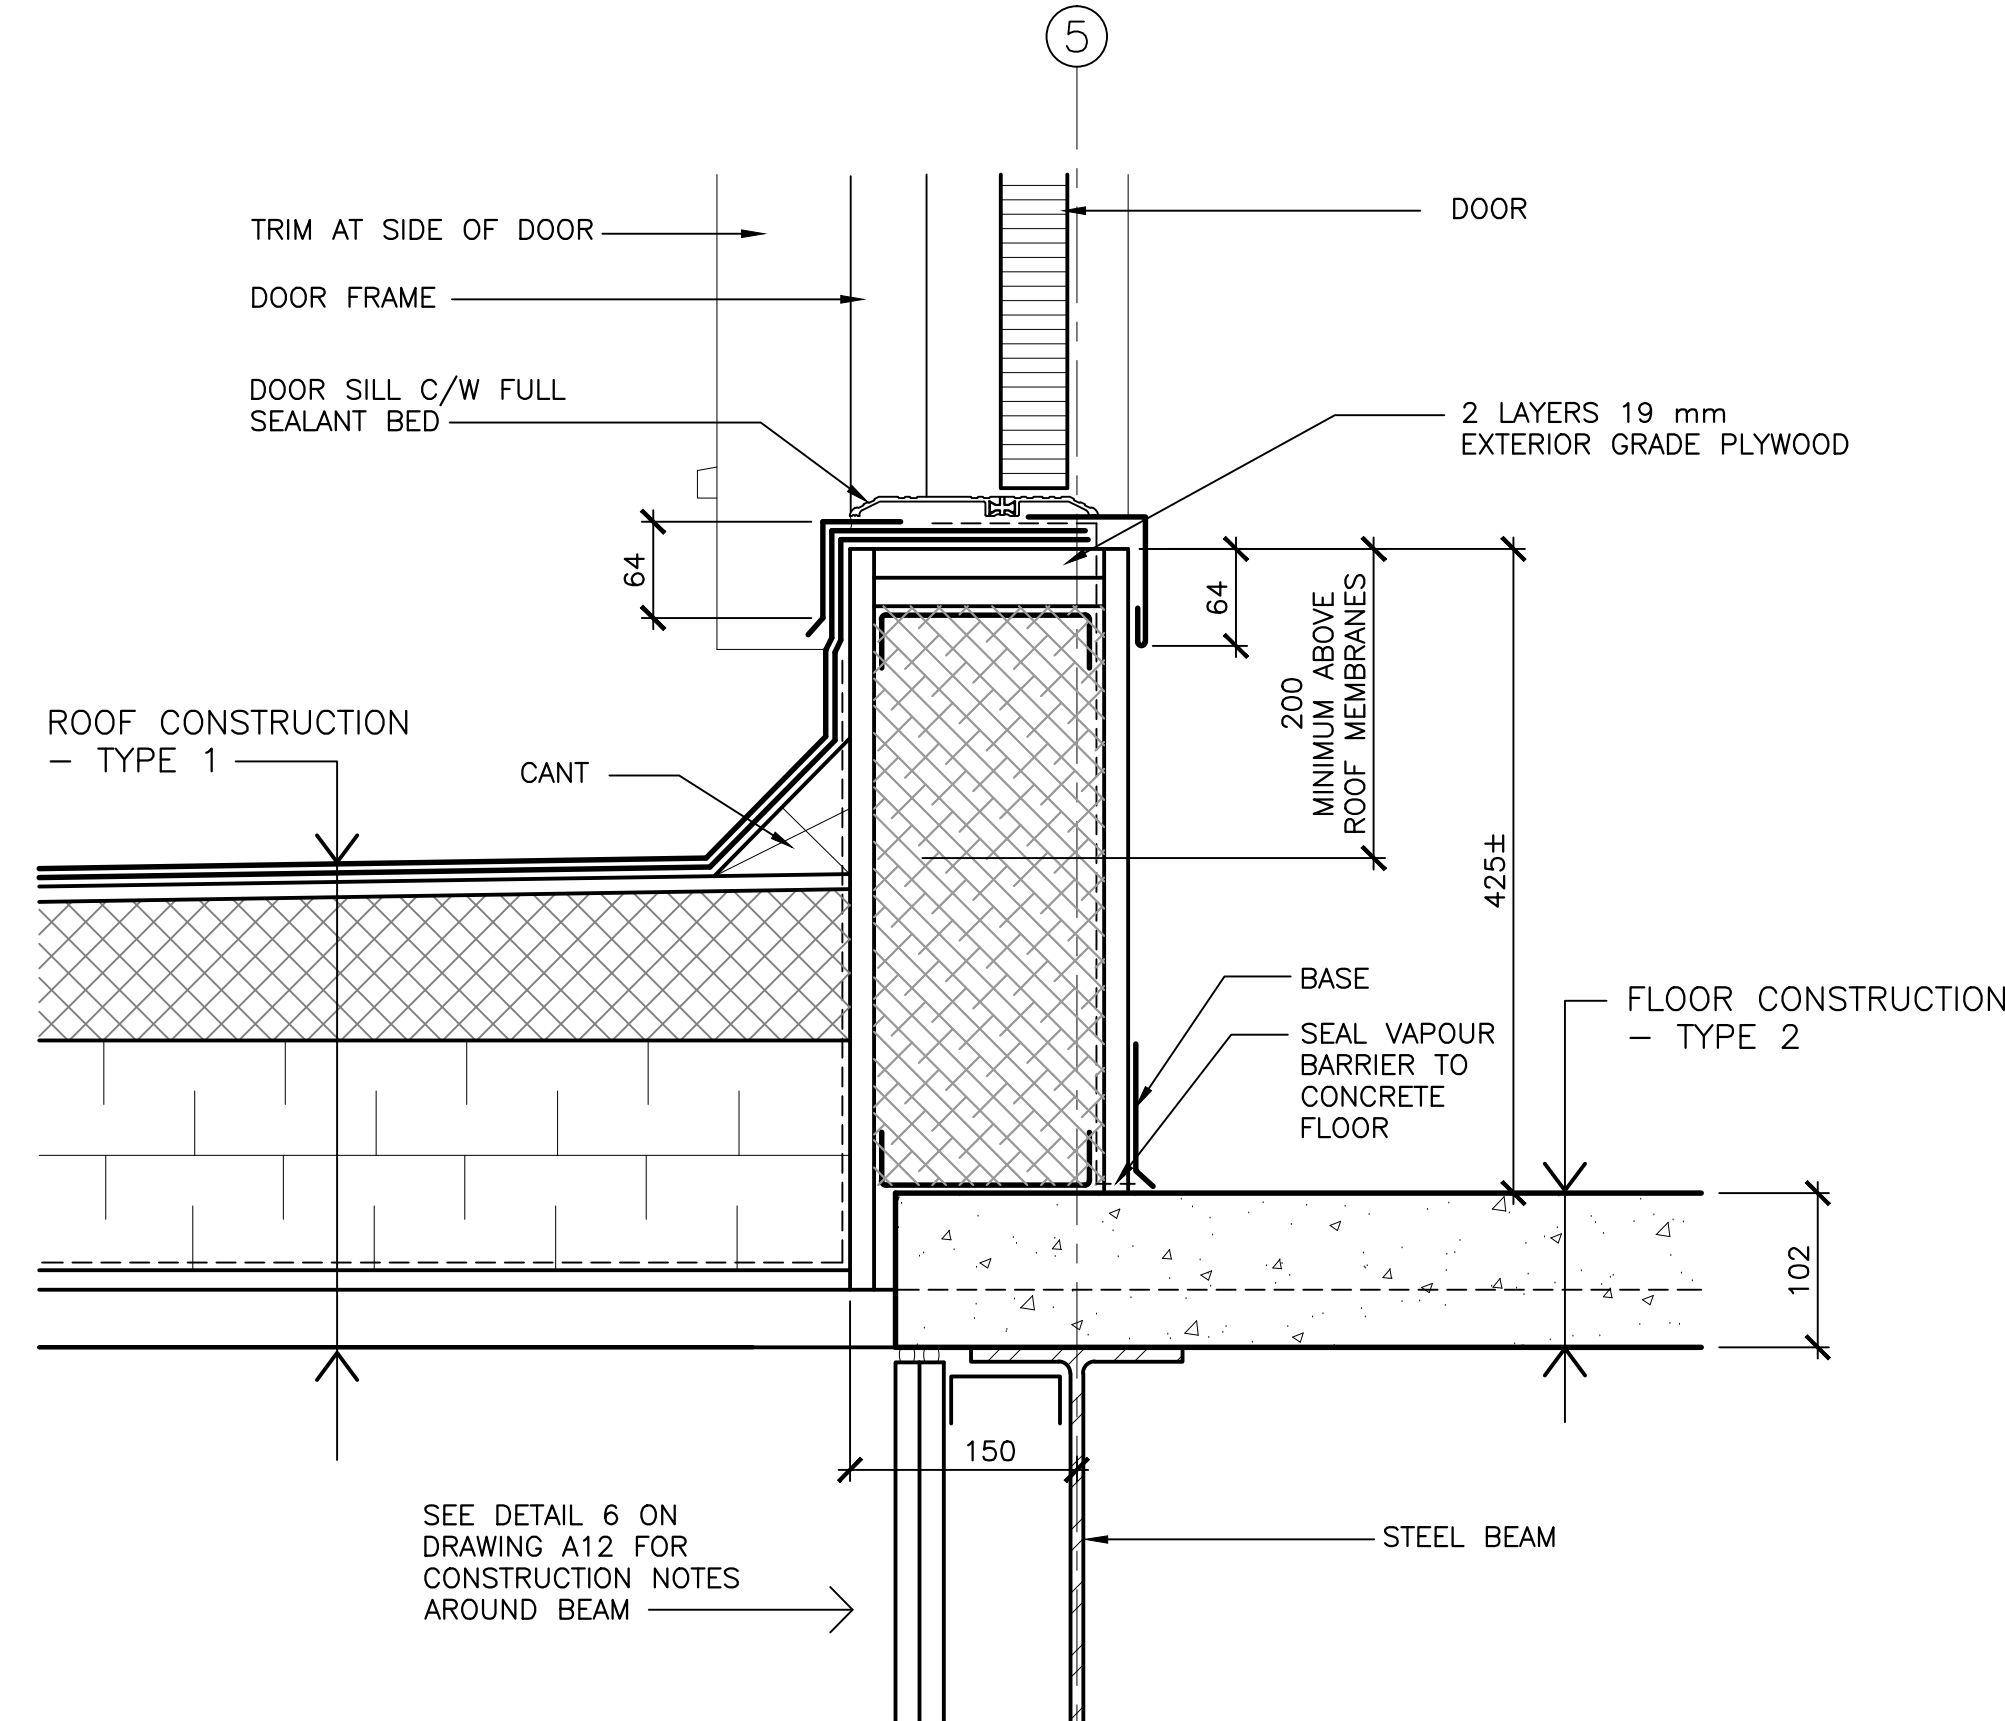 5
TRIM AT SIDE OF DOOR
DOOR
DOOR FRAME
DOOR SILL C/W FULL
SEALANT BED
2 LAYERS 19 mm
EXTERIOR GRADE PLYWOOD
64
64
200
MINIMUM ABOVE
ROOF MEMBRANES
ROOF CONSTRUCTION
– TYPE 1
CANT
425±
BASE
SEAL VAPOUR
BARRIER TO
CONCRETE
FLOOR
FLOOR CONSTRUCTION
– TYPE 2
102
150
SEE DETAIL 6 ON
DRAWING A12 FOR
CONSTRUCTION NOTES
AROUND BEAM
STEEL BEAM